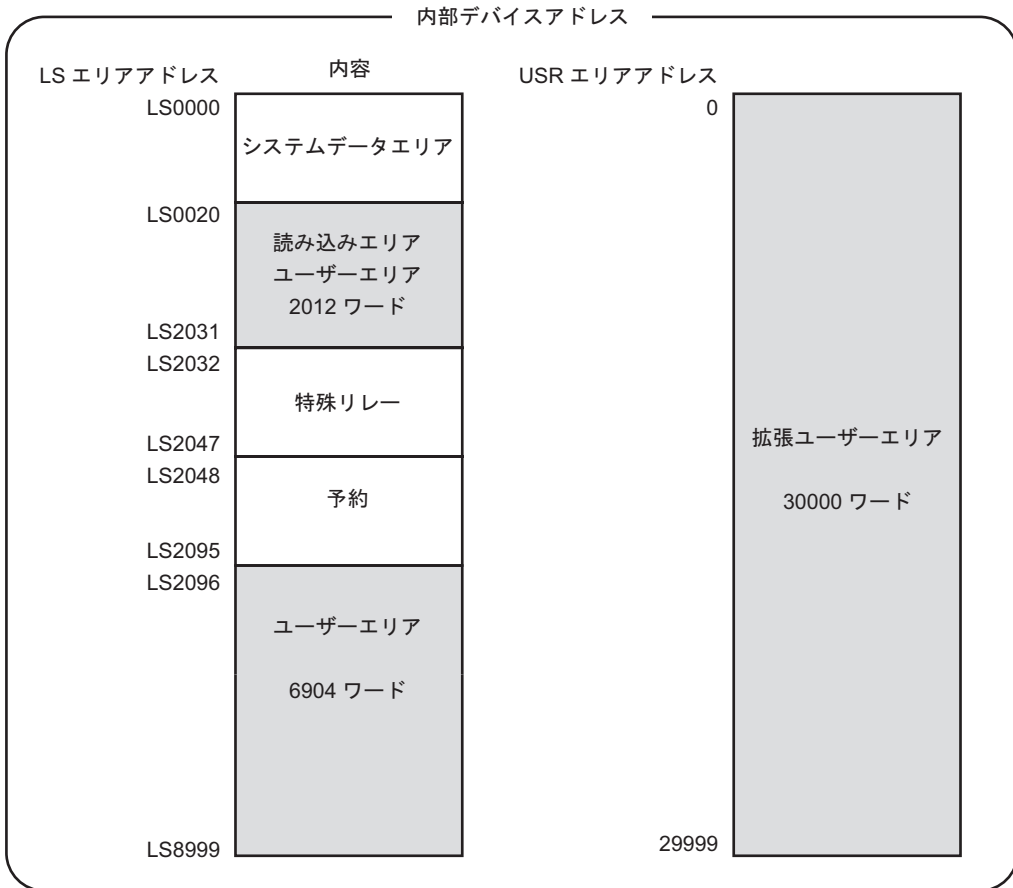 内部デバイスアドレス
LS エリアアドレス
内容
LS0000
システムデータエリア
LS0020
読み込みエリア
ユーザーエリア
2012 ワード
LS2031
LS2032
特殊リレー
LS2047
LS2048
予約
LS2095
LS2096
ユーザーエリア
6904 ワード
LS8999
USR エリアアドレス
0
拡張ユーザーエリア
30000 ワード
29999